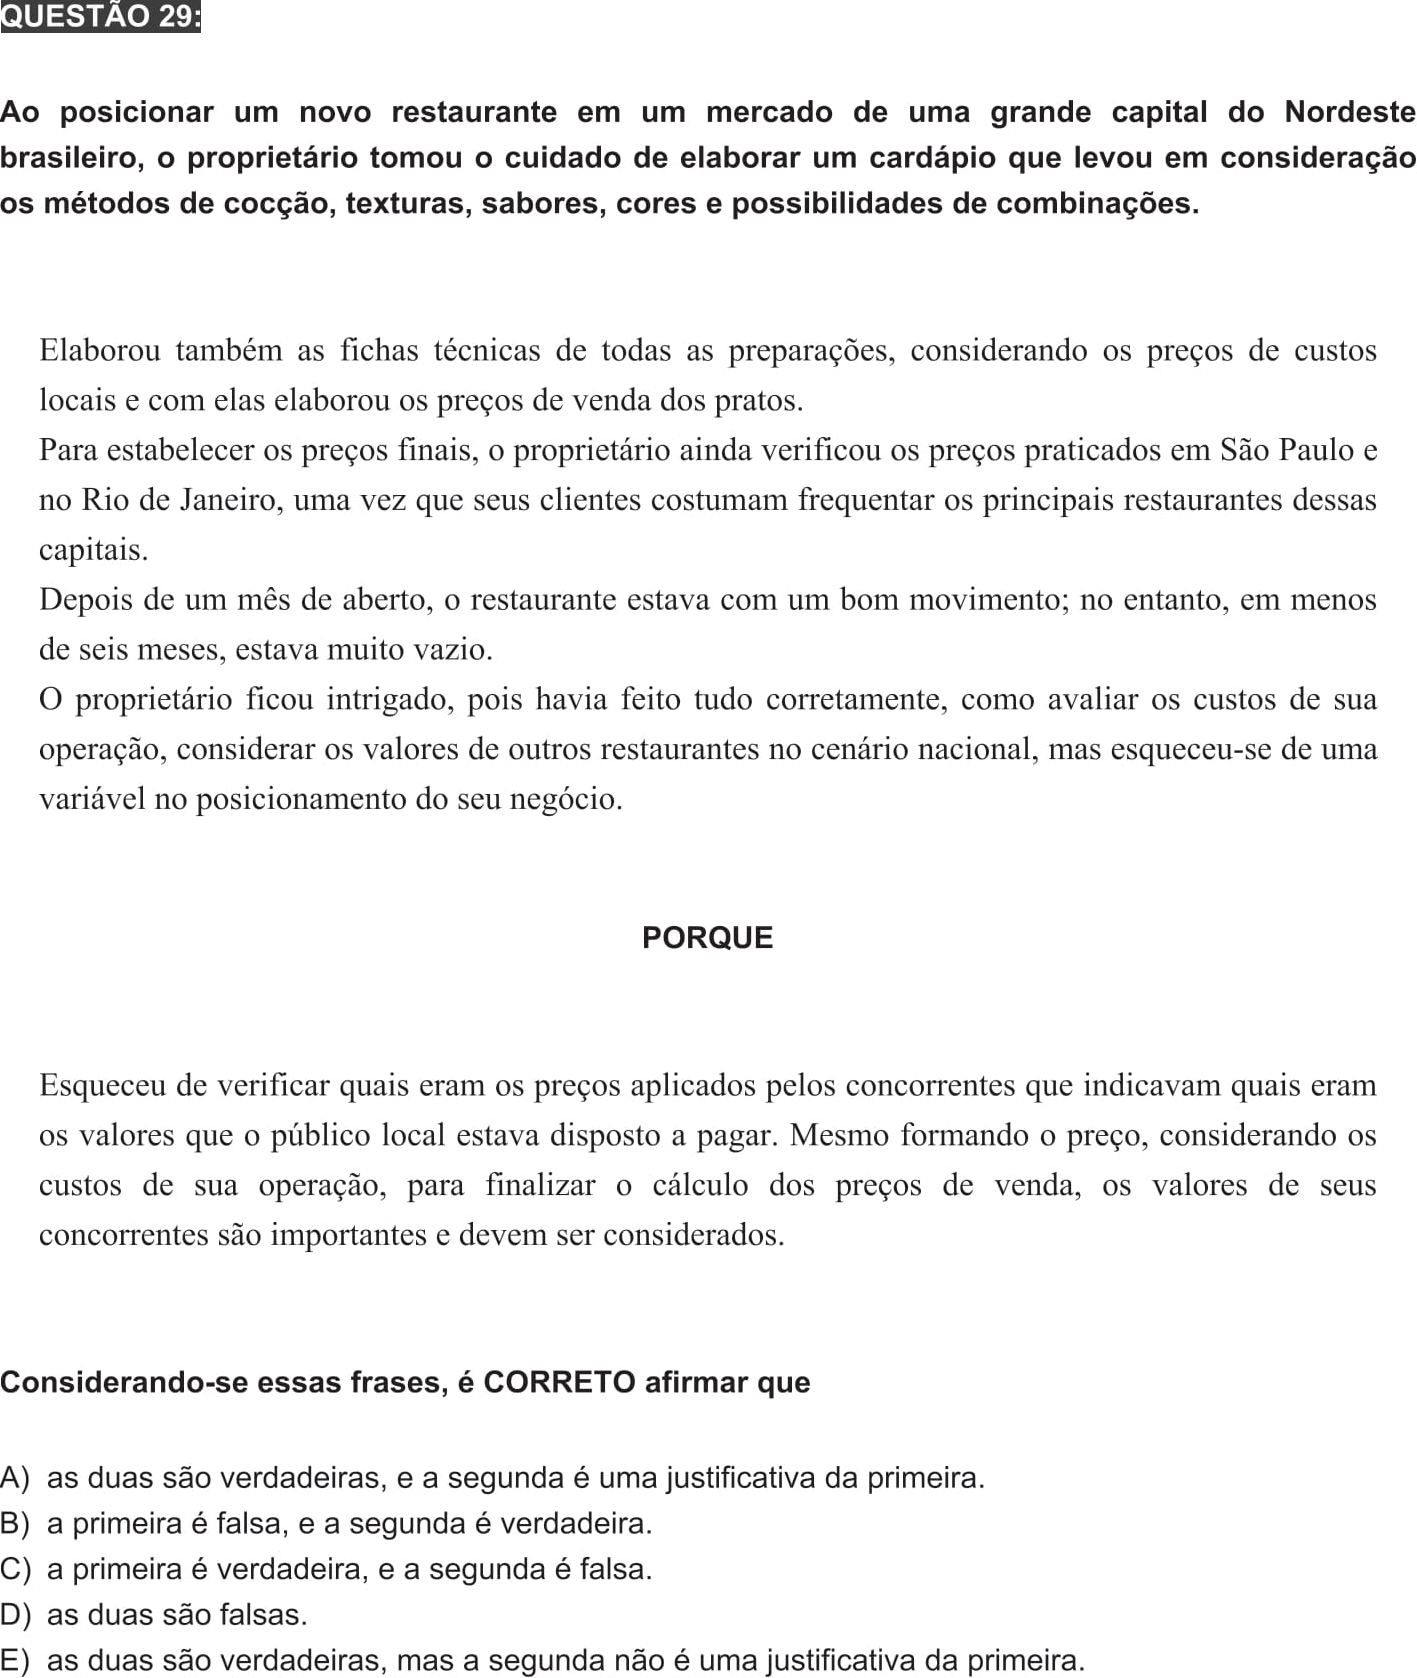 QUESTÃO 29:
Ao posicionar um novo restaurante em um mercado de uma grande capital do Nordeste
brasileiro, o proprietário tomou o cuidado de elaborar um cardápio que levou em consideração
os métodos de cocção, texturas, sabores, cores e possibilidades de combinações.
Elaborou também as fichas técnicas de todas as preparações, considerando os preços de custos
locais e com elas elaborou os preços de venda dos pratos.
Para estabelecer os preços finais, o proprietário ainda verificou os preços praticados em São Paulo e
no Rio de Janeiro, uma vez que seus clientes costumam frequentar os principais restaurantes dessas
capitais.
Depois de um mês de aberto, o restaurante estava com um bom movimento; no entanto, em menos
de seis meses, estava muito vazio.
O proprietário ficou intrigado, pois havia feito tudo corretamente, como avaliar os custos de sua
operação, considerar os valores de outros restaurantes no cenário nacional, mas esqueceu-se de uma
variável no posicionamento do seu negócio.
PORQUE
Esqueceu de verificar quais eram os preços aplicados pelos concorrentes que indicavam quais eram
os valores que o público local estava disposto a pagar. Mesmo formando o preço, considerando os
custos de sua operação, para finalizar o cálculo dos preços de venda, os valores de seus
concorrentes são importantes e devem ser considerados.
Considerando-se essas frases, é CORRETO afirmar que
A) as duas são verdadeiras, e a segunda é uma justificativa da primeira.
B) a primeira é falsa, e a segunda é verdadeira.
C) a primeira é verdadeira, e a segunda é falsa.
D) as duas são falsas.
E) as duas são verdadeiras, mas a segunda não é uma justificativa da primeira.